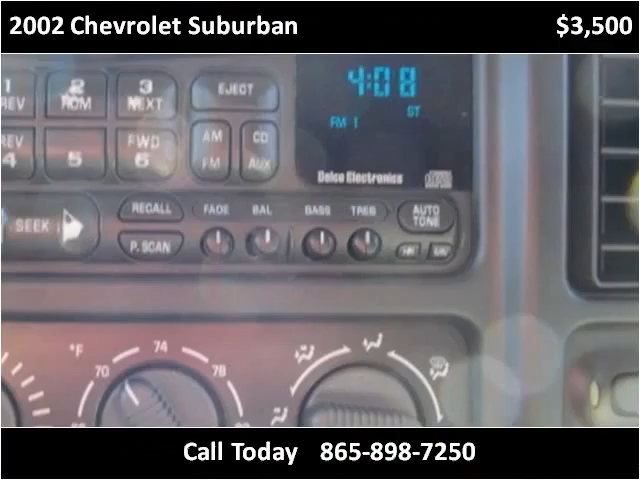 2002 Chevrolet Suburban $3,500
1 2 3 EJECT 4:08
REV RDM NEXT
ST
FM 1
REV FWD AM CD
4 5 6 FM AUX
Delco Electronics
RECALL FADE BAL BASS TREB AUTO TONE
SEEK
P.SCAN
°F
70 74 78
Call Today 865-898-7250